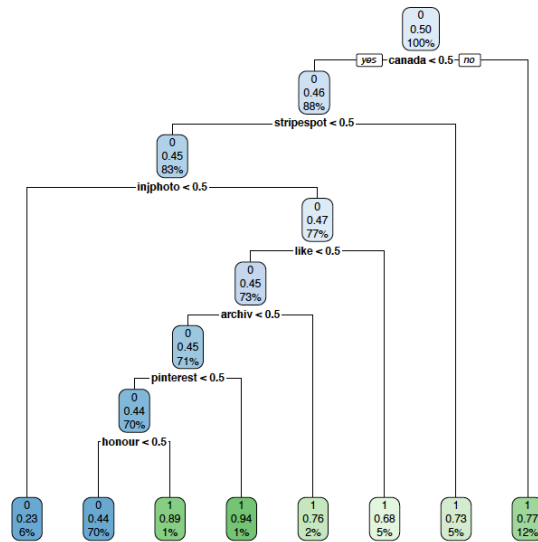 0
0.50
100%
yes canada < 0.5 no
0
0.46
88%
stripespot < 0.5
0
0.45
83%
injphoto < 0.5
0
0.47
77%
like < 0.5
0
0.45
73%
archiv < 0.5
0
0.45
71%
pinterest < 0.5
0
0.44
70%
honour < 0.5
0 0 1 1 1 1 1 1
0.23 0.44 0.89 0.94 0.76 0.68 0.73 0.77
6% 70% 1% 1% 2% 5% 5% 12%